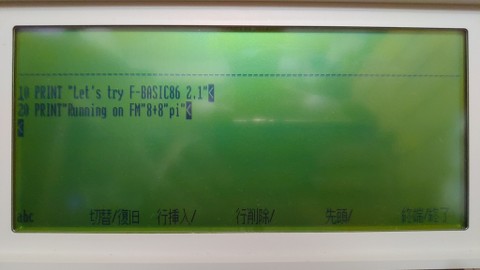 10 PRINT "Let's try F-BASIC86 2.1"
20 PRINT"Running on FM"8+8"pi"
abc 切替/復旧 行挿入/ 行削除/ 先頭/ 終端/終了